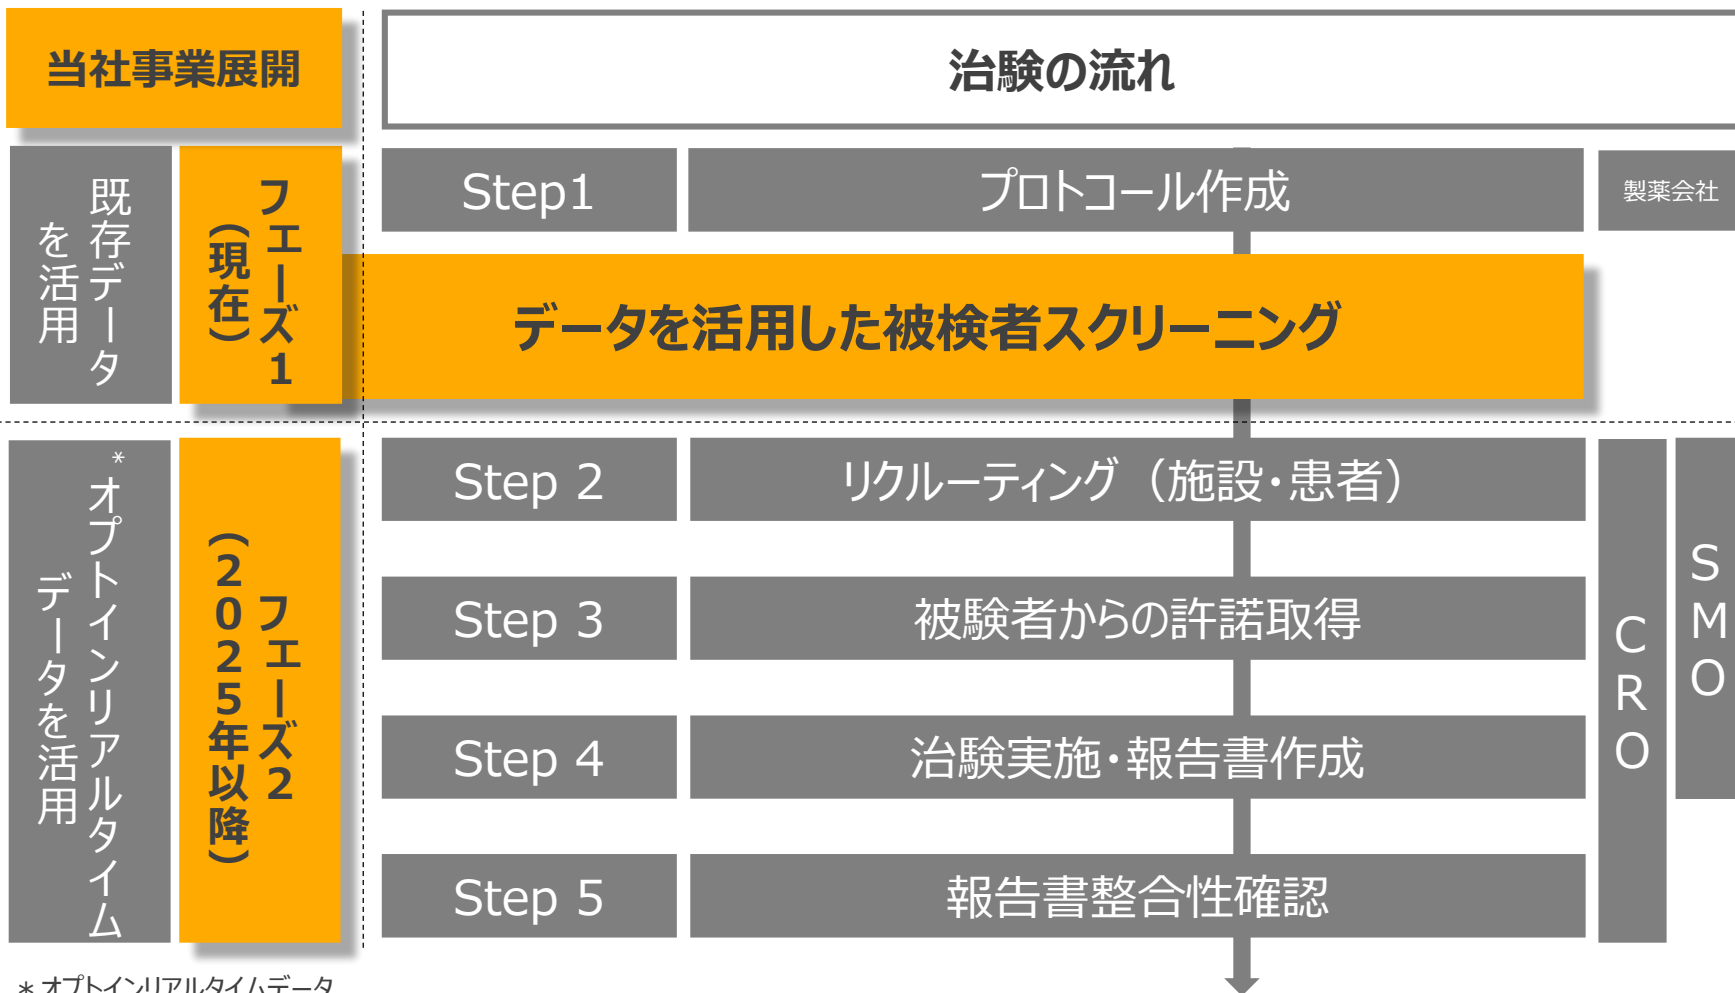 当社事業展開
治験の流れ
既存データ
を活用
フエーズ1
(現在)
Step1
プロトコール作成
製薬会社
データを活用した被検者スクリーニング
*オプトインリアルタイム
データを活用
フエーズ2
(2025年以降)
Step 2
リクルーティング（施設・患者）
Step 3
被験者からの許諾取得
Step 4
治験実施・報告書作成
Step 5
報告書整合性確認
CRO
SMO
* オプトインリアルタイムデータ